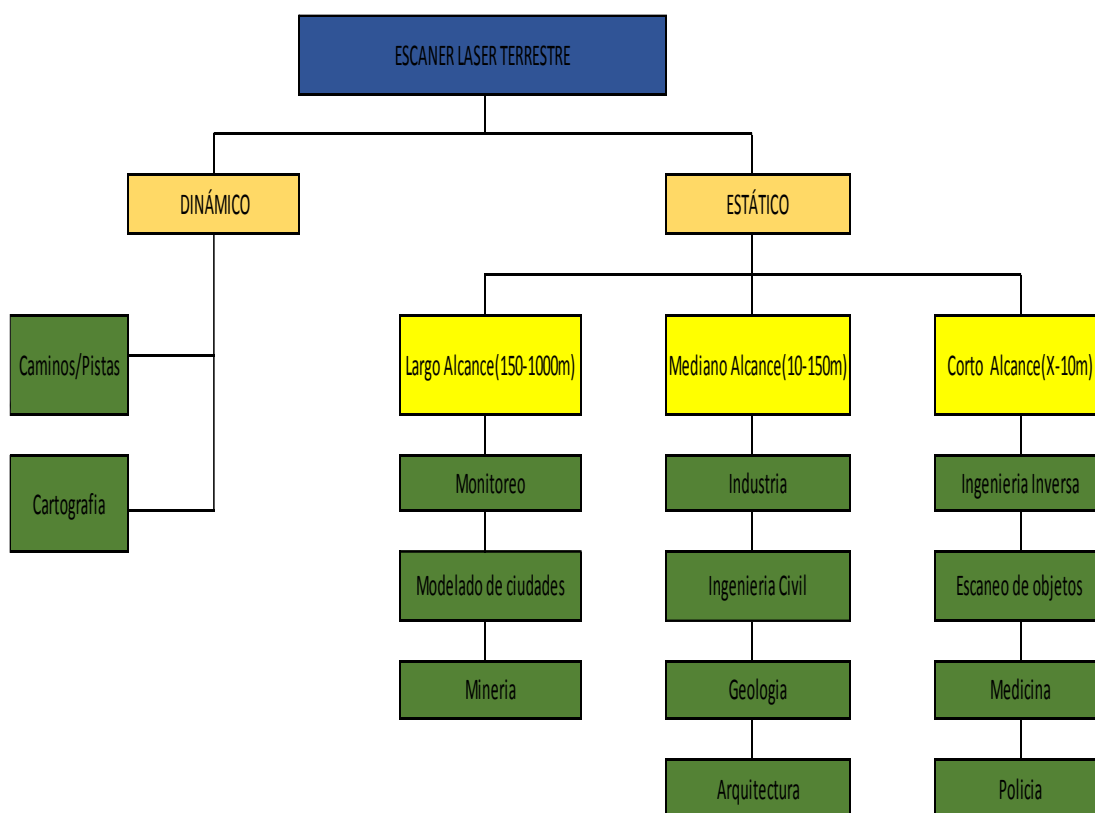 ESCANER LASER TERRESTRE
DINÁMICO
ESTÁTICO
Caminos/Pistas
Largo Alcance(150-1000m)
Mediano Alcance(10-150m)
Corto Alcance(X-10m)
Cartografia
Monitoreo
Industria
Ingenieria Inversa
Modelado de ciudades
Ingenieria Civil
Escaneo de objetos
Mineria
Geologia
Medicina
Arquitectura
Policia